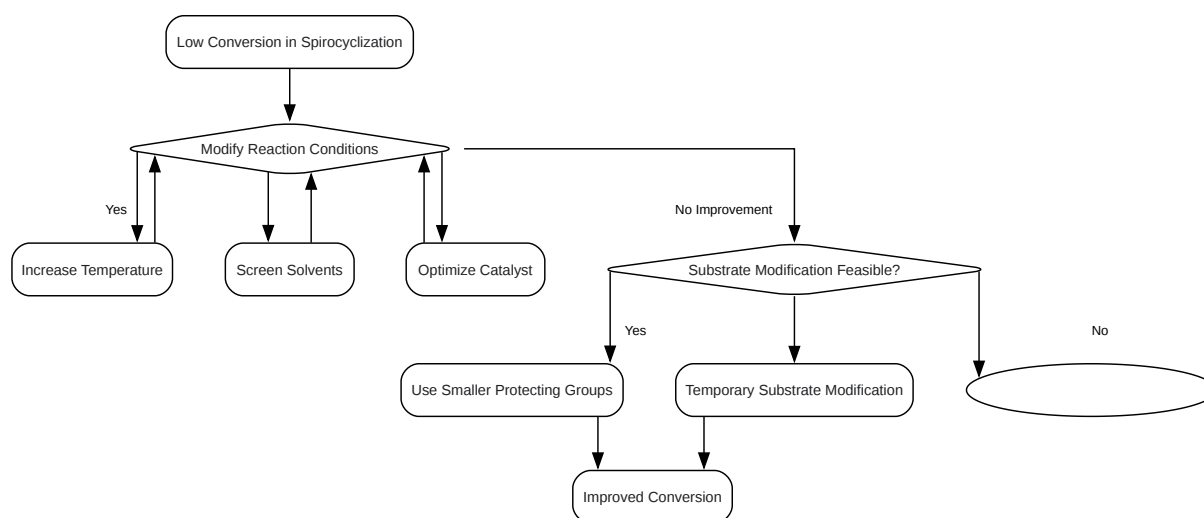 Low Conversion in Spirocyclization
Modify Reaction Conditions
Yes
No Improvement
Increase Temperature
Screen Solvents
Optimize Catalyst
Substrate Modification Feasible?
Yes
No
Use Smaller Protecting Groups
Temporary Substrate Modification
Improved Conversion